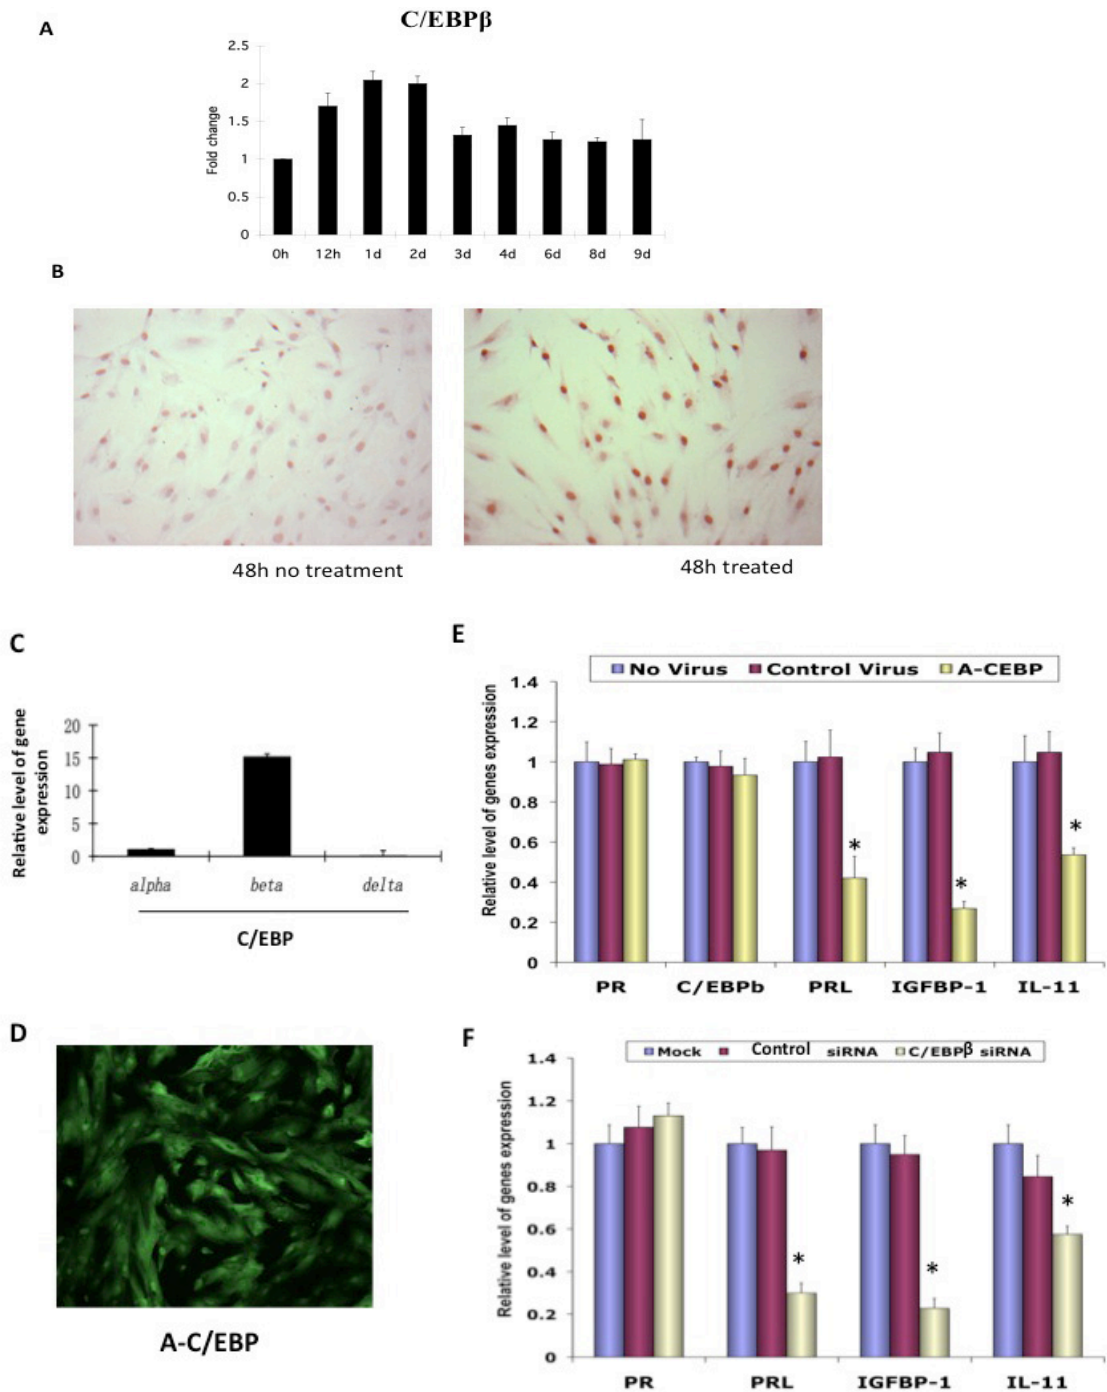 A
C/EBPβ
2.5
2
1.5
1
0.5
0
Fold change
0h 12h 1d 2d 3d 4d 6d 8d 9d
B
48h no treatment
48h treated
C
Relative level of gene
expression
20
15
10
5
0
alpha beta delta
C/EBP
D
A-C/EBP
E
No Virus Control Virus A-CEBP
Relative level of genes expression
1.4
1.2
1
0.8
0.6
0.4
0.2
0
* * *
PR C/EBPb PRL IGFBP-1 IL-11
F
Mock Control siRNA C/EBPβ siRNA
Relative level of genes expression
1.4
1.2
1
0.8
0.6
0.4
0.2
0
* * *
PR PRL IGFBP-1 IL-11